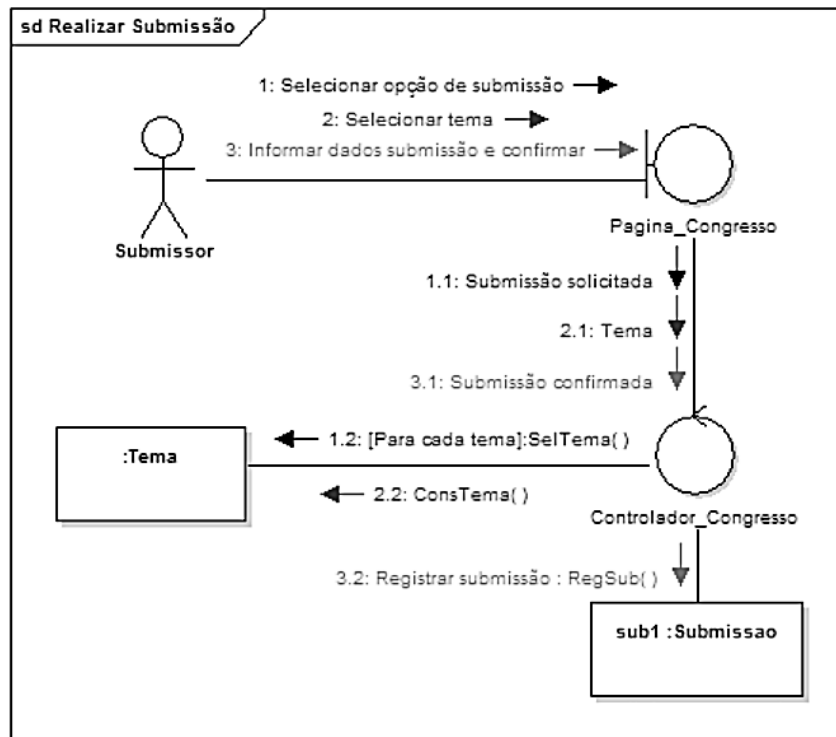 sd Realizar Submissão
1: Selecionar opção de submissão
2: Selecionar tema
3: Informar dados submissão e confirmar
Submissor
Pagina_Congresso
1.1: Submissão solicitada
2.1: Tema
3.1: Submissão confirmada
1.2: [Para cada tema]:SelTema( )
:Tema
2.2: ConsTema( )
Controlador_Congresso
3.2: Registrar submissão : RegSub( )
sub1 :Submissao